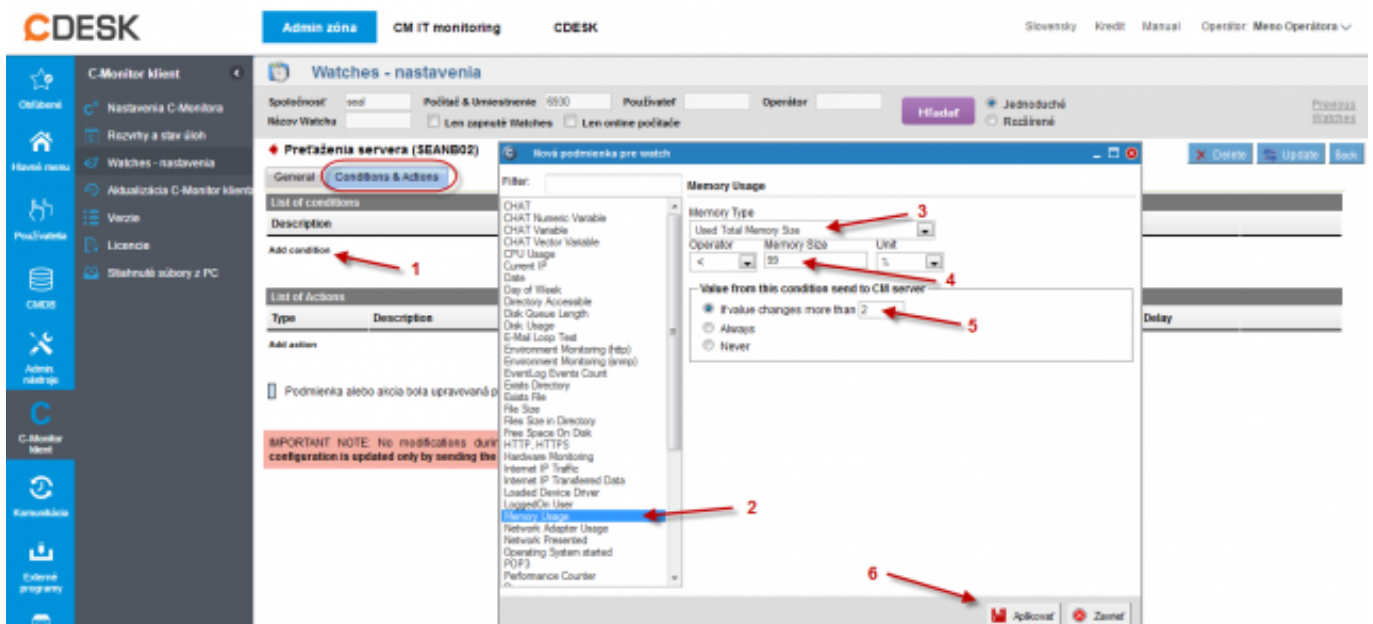 CDESK
Admin zóna
CM IT monitoring
CDESK
Slovensky
Kredit
Manual
Operátor: Meno Operátora
Obľúbené
Hlavné menu
Používatelia
CMDB
Admin nástroje
C-Monitor klient
Komunikácia
Externé programy
C-Monitor klient
Nastavenia C-Monitora
Rozvrhy a stav úloh
Watches - nastavenia
Aktualizácia C-Monitor klienta
Verzie
Licencie
Stiahnuté súbory z PC
Watches - nastavenia
Spoločnosť seal
Počítač & Umiestnenie 6930
Používateľ
Operátor
Názov Watchu
Len zapnuté Watches
Len online počítače
Hľadať
Jednoduché
Rozšírené
Previous Watches
Preťaženia servera (SEANB02)
Delete
Update
Back
General
Conditions & Actions
List of conditions
Description
Add condition
1
List of Actions
Type
Description
Delay
Add action
Podmienka alebo akcia bola upravovaná p
IMPORTANT NOTE: No modifications durin
configuration is updated only by sending the
Nová podmienka pre watch
Filter:
CHAT
CHAT Numeric Variable
CHAT Variable
CHAT Vector Variable
CPU Usage
Current IP
Date
Day of Week
Directory Accessible
Disk Queue Length
Disk Usage
E-Mail Loop Test
Environment Monitoring (http)
Environment Monitoring (snmp)
EventLog Events Count
Exists Directory
Exists File
File Size
Files Size in Directory
Free Space On Disk
HTTP, HTTPS
Hardware Monitoring
Internet IP Traffic
Internet IP Transferred Data
Loaded Device Driver
LoggedOn User
Memory Usage
Network Adapter Usage
Network Presented
Operating System started
POP3
Performance Counter
2
Memory Usage
Memory Type
Used Total Memory Size
3
Operator
Memory Size
Unit
<
99
%
4
Value from this condition send to CM server
If value changes more than 2
5
Always
Never
6
Aplikovať
Zavrieť